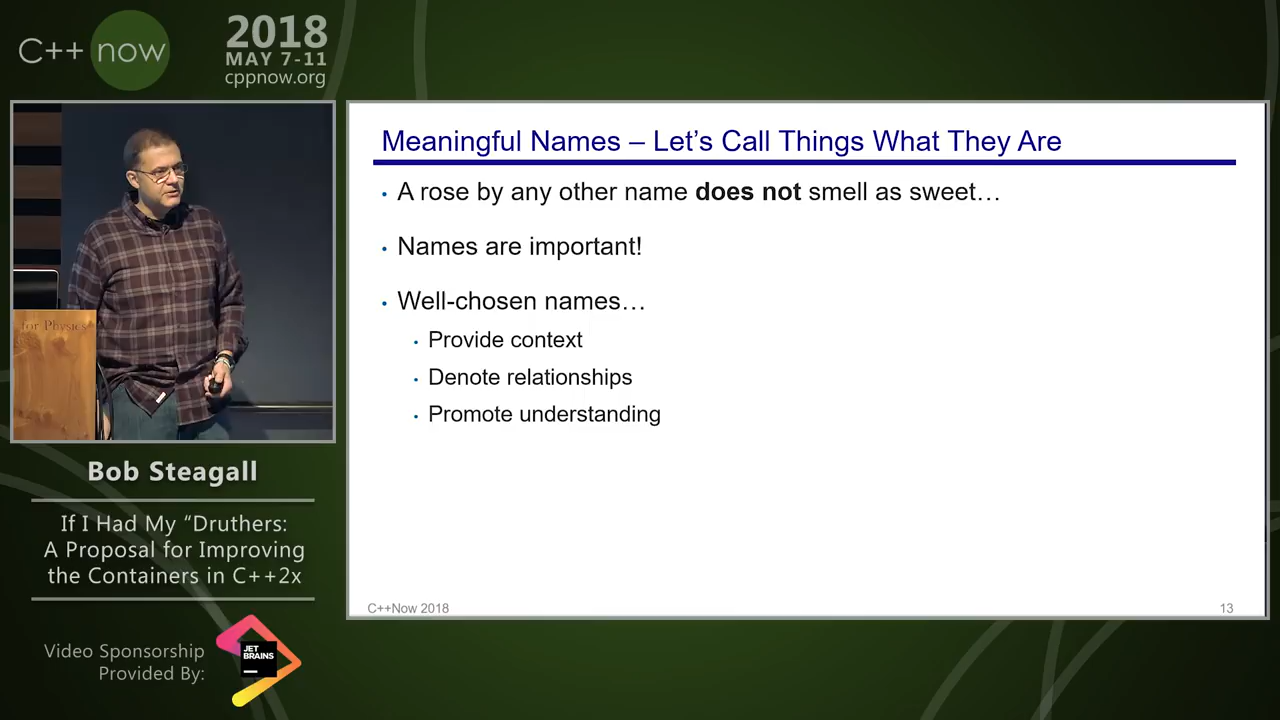 C++ now
2018
MAY 7-11
cppnow.org
for Physics
Bob Steagall
If I Had My “Druthers:
A Proposal for Improving
the Containers in C++2x
Video Sponsorship
Provided By:
JET
BRAINS
Meaningful Names – Let’s Call Things What They Are
• A rose by any other name does not smell as sweet…
• Names are important!
• Well-chosen names…
• Provide context
• Denote relationships
• Promote understanding
C++Now 2018
13